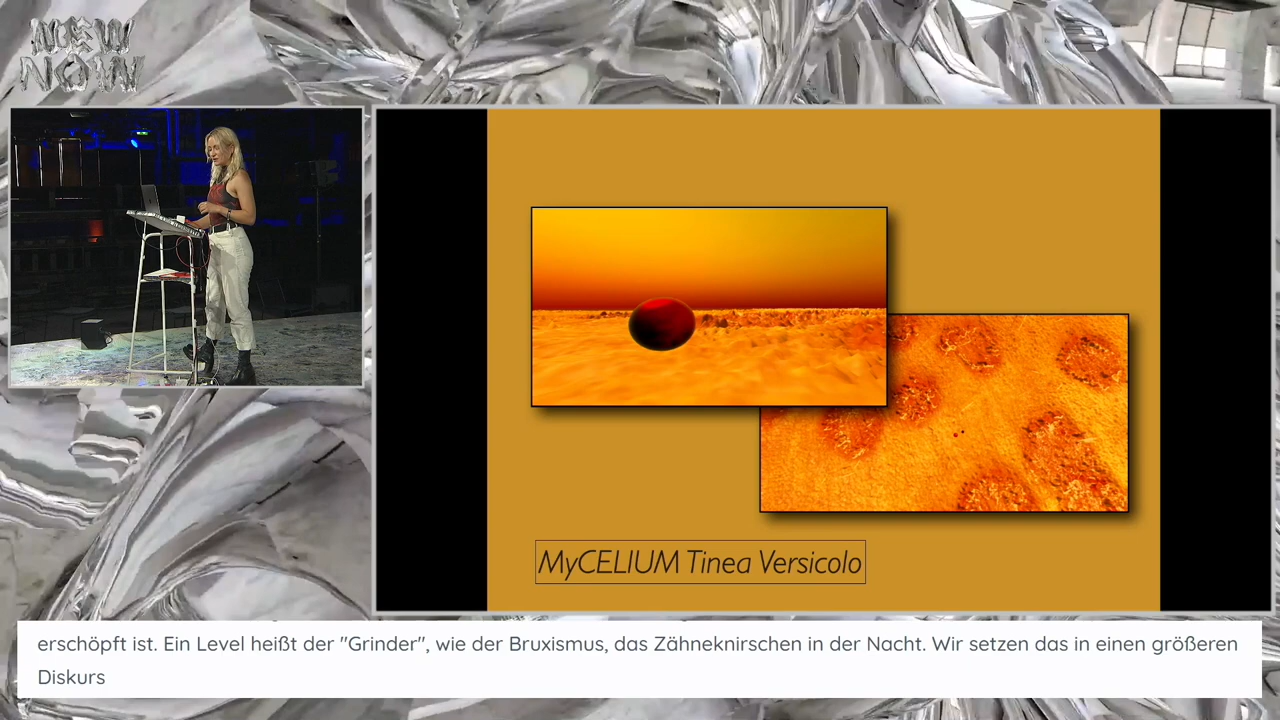 NEW
NOW
MyCELIUM Tinea Versicolo
erschöpft ist. Ein Level heißt der "Grinder", wie der Bruxismus, das Zähneknirschen in der Nacht. Wir setzen das in einen größeren
Diskurs